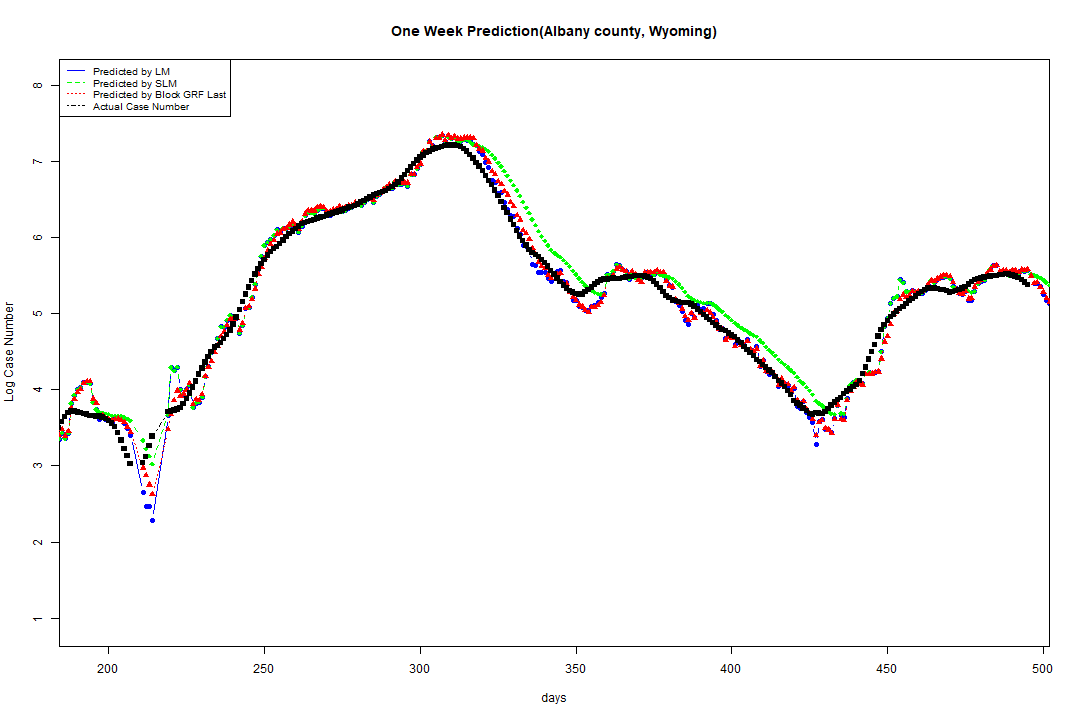 One Week Prediction(Albany county, Wyoming)
Predicted by LM
Predicted by SLM
Predicted by Block GRF Last
Actual Case Number
8
7
6
5
4
3
2
1
Log Case Number
200 250 300 350 400 450 500
days